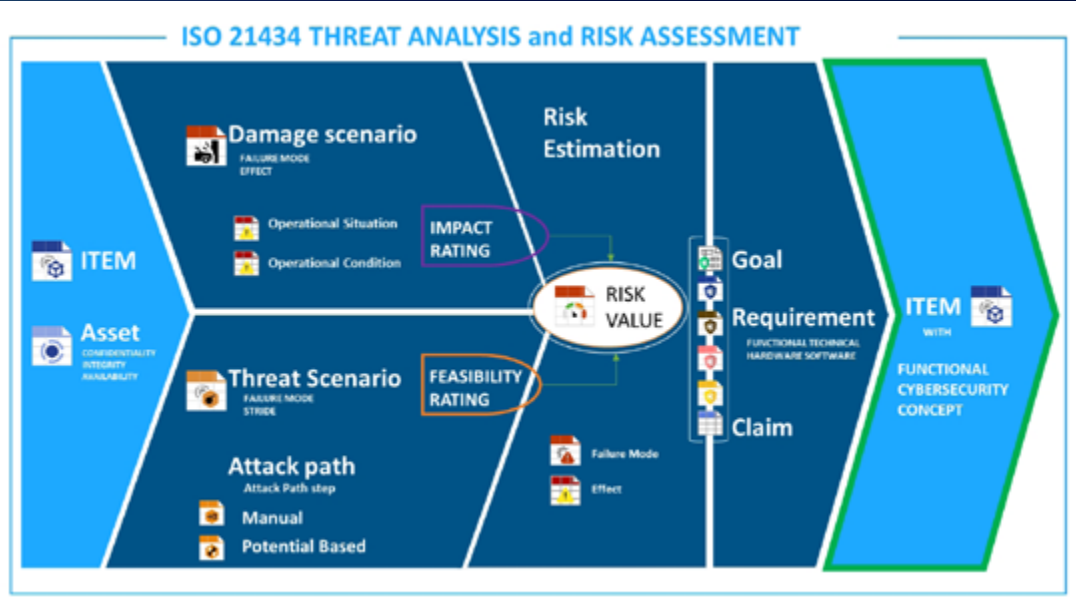 ISO 21434 THREAT ANALYSIS and RISK ASSESSMENT
ITEM
Asset
CONFIDENTIALITY
INTEGRITY
AVAILABILITY
Damage scenario
FAILURE MODE
EFFECT
Operational Situation
Operational Condition
IMPACT
RATING
Threat Scenario
FAILURE MODE
STRIDE
FEASIBILITY
RATING
Attack path
Attack Path step
Manual
Potential Based
Risk
Estimation
RISK
VALUE
Failure Mode
Effect
Goal
Requirement
FUNCTIONAL TECHNICAL
HARDWARE SOFTWARE
Claim
ITEM
WITH
FUNCTIONAL
CYBERSECURITY
CONCEPT